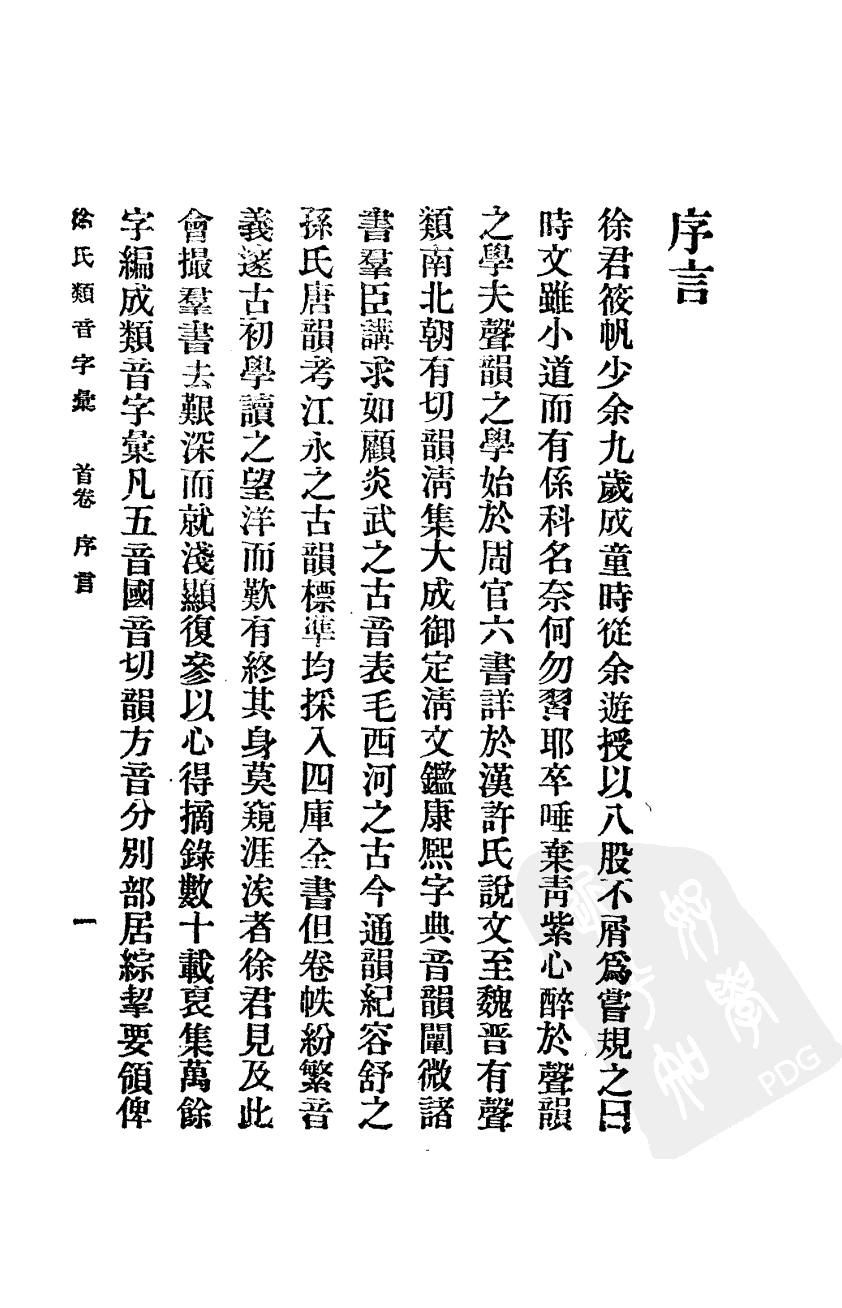 序言
徐君筱帆少余九歲成童時從余遊授以八股不屑爲嘗規之曰
時文雖小道而有係科名奈何勿習耶卒唾棄青紫心醉於聲韻
之學夫聲韻之學始於周官六書詳於漢許氏說文至魏晋有聲
類南北朝有切韻淸集大成御定淸文鑑康熙字典音韻闡微諸
書羣臣講求如顧炎武之古音表毛西河之古今通韻紀容舒之
孫氏唐韻考江永之古韻標準均採入四庫全書但卷帙紛繁音
義邃古初學讀之望洋而歎有終其身莫窺涯涘者徐君見及此
會撮羣書去艱深而就淺顯復參以心得摘錄數十載裒集萬餘
字編成類音字彙凡五音國音切韻方音分別部居綜挈要領俾
徐氏類音字彙 首卷 序言 一
PDG